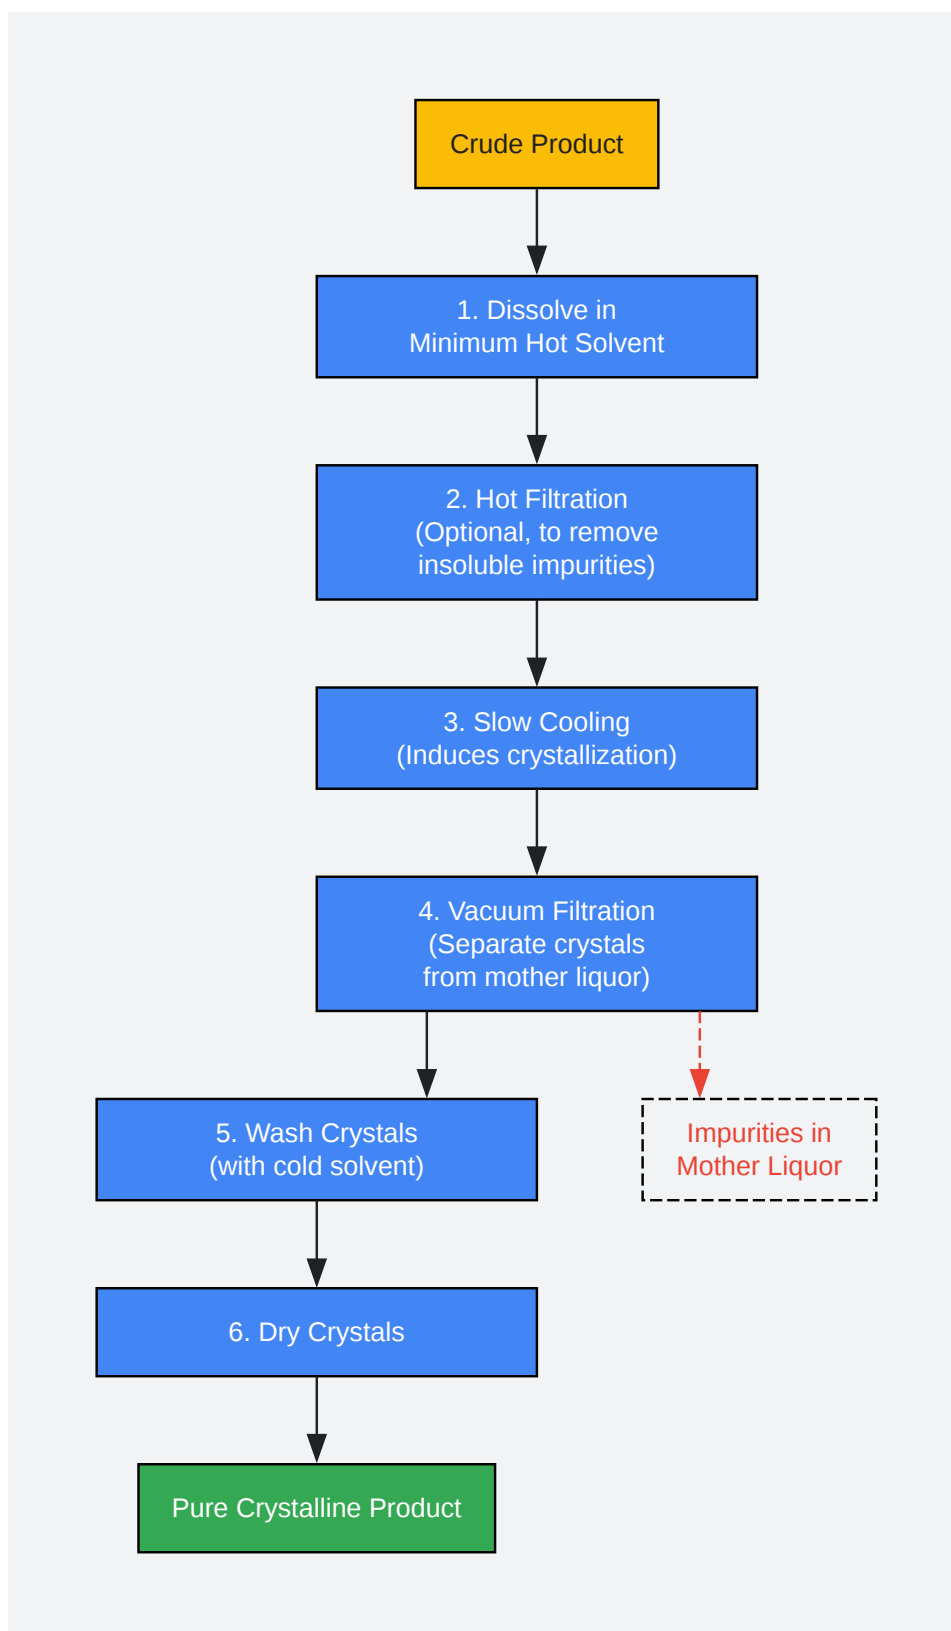 Crude Product
1. Dissolve in
Minimum Hot Solvent
2. Hot Filtration
(Optional, to remove
insoluble impurities)
3. Slow Cooling
(Induces crystallization)
4. Vacuum Filtration
(Separate crystals
from mother liquor)
5. Wash Crystals
(with cold solvent)
Impurities in
Mother Liquor
6. Dry Crystals
Pure Crystalline Product